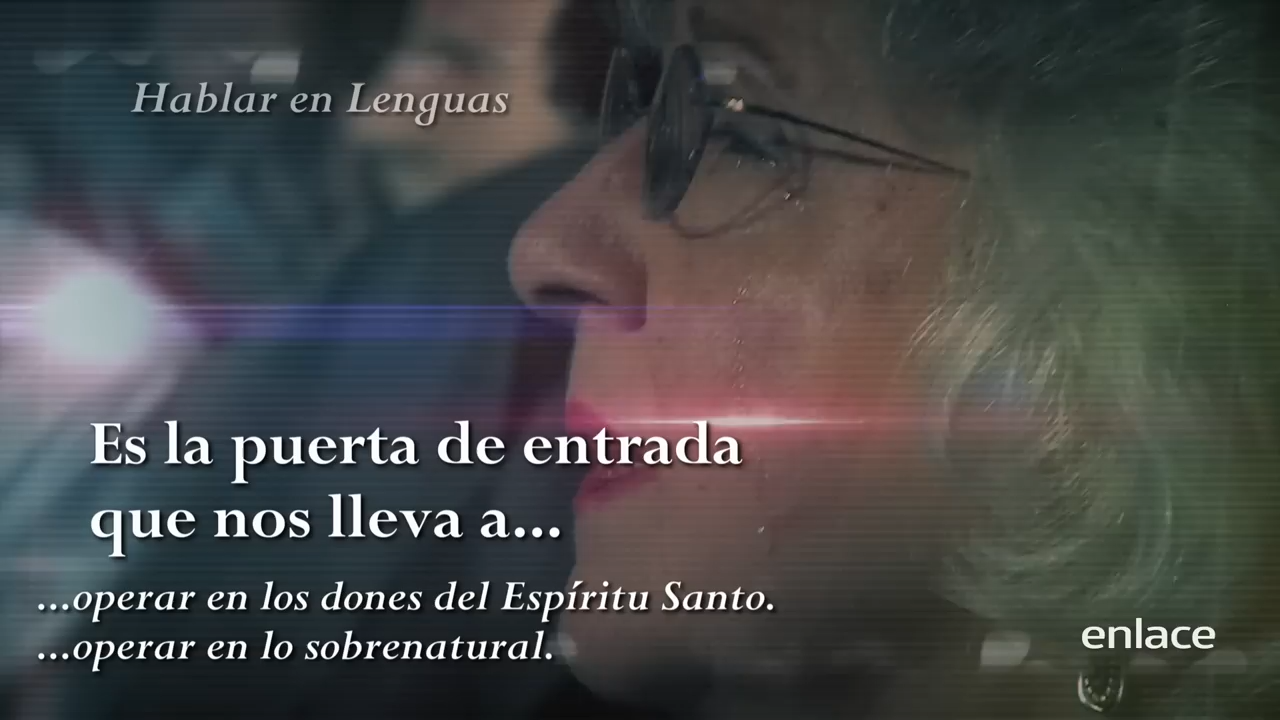 Hablar en Lenguas
Es la puerta de entrada
que nos lleva a...
...operar en los dones del Espíritu Santo.
...operar en lo sobrenatural.
enlace